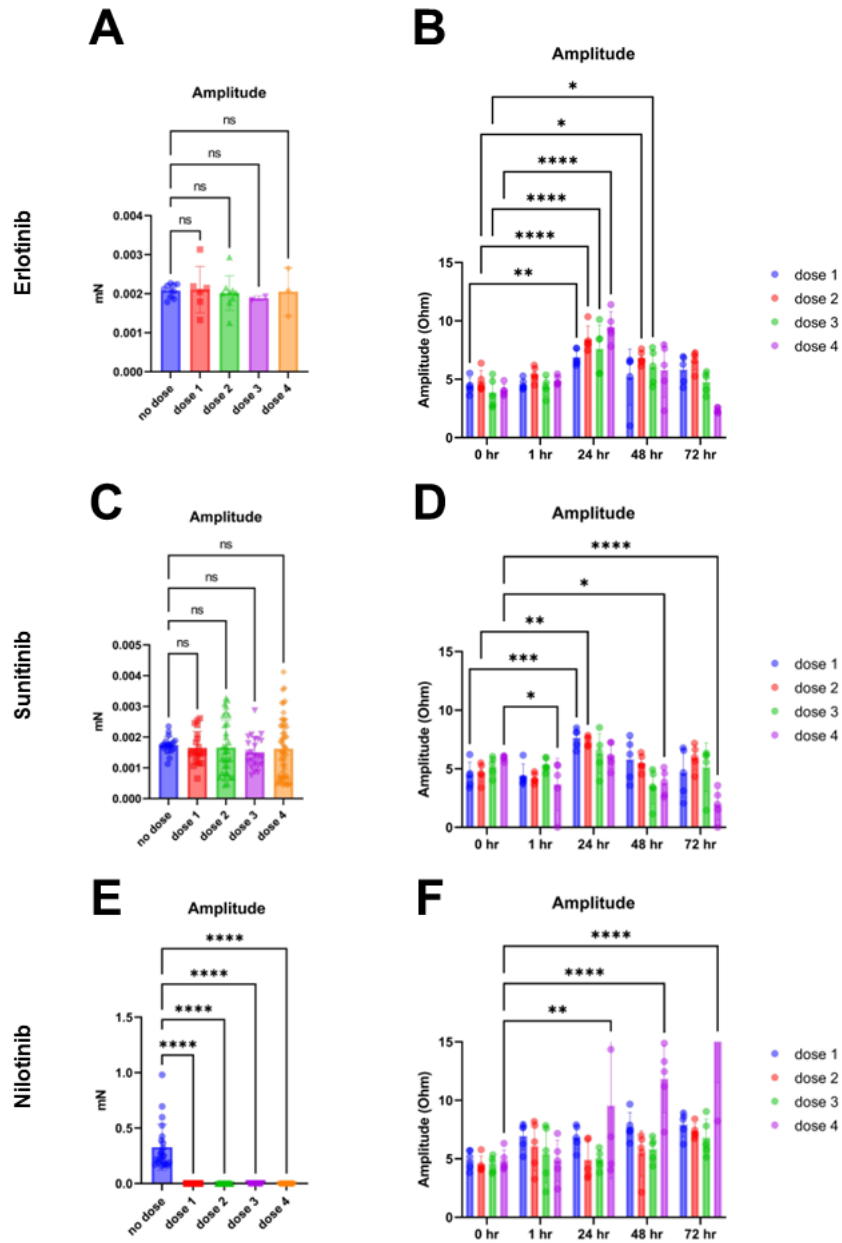 A
B
Erlotinib
Amplitude
ns
ns
ns
ns
0.004
0.003
0.002
0.001
0.000
mN
no dose
dose 1
dose 2
dose 3
dose 4
Amplitude
*
*
****
****
****
**
15
10
5
0
Amplitude (Ohm)
0 hr
1 hr
24 hr
48 hr
72 hr
dose 1
dose 2
dose 3
dose 4
C
D
Sunitinib
Amplitude
ns
ns
ns
ns
0.005
0.004
0.003
0.002
0.001
0.000
mN
no dose
dose 1
dose 2
dose 3
dose 4
Amplitude
****
*
**
***
*
15
10
5
0
Amplitude (Ohm)
0 hr
1 hr
24 hr
48 hr
72 hr
dose 1
dose 2
dose 3
dose 4
E
F
Nilotinib
Amplitude
****
****
****
****
1.5
1.0
0.5
0.0
mN
no dose
dose 1
dose 2
dose 3
dose 4
Amplitude
****
****
**
15
10
5
0
Amplitude (Ohm)
0 hr
1 hr
24 hr
48 hr
72 hr
dose 1
dose 2
dose 3
dose 4